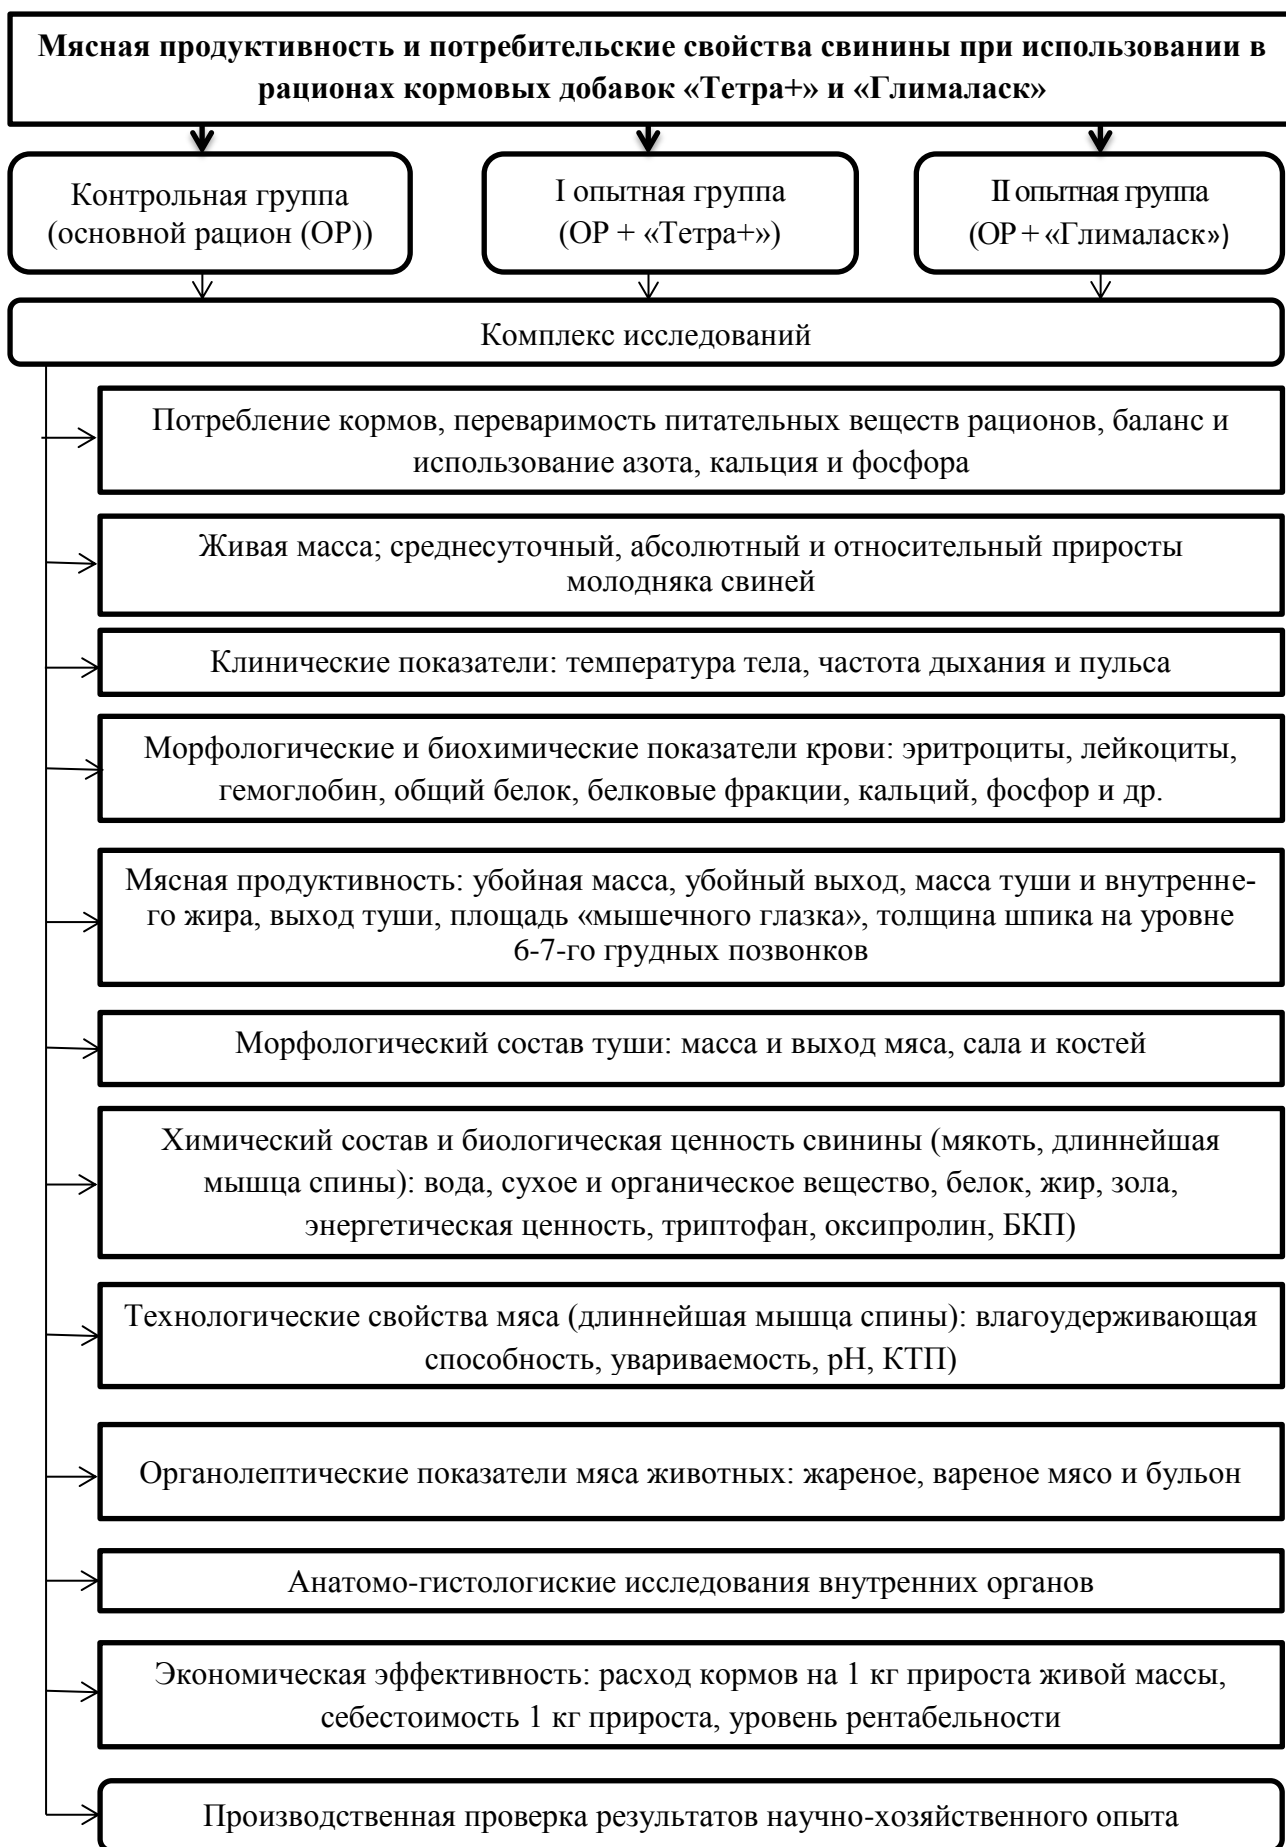 Мясная продуктивность и потребительские свойства свинины при использовании в
рационах кормовых добавок «Тетра+» и «Глималаск»
Контрольная группа
(основной рацион (ОР))
I опытная группа
(ОР + «Тетра+»)
II опытная группа
(ОР + «Глималаск»)
Комплекс исследований
Потребление кормов, переваримость питательных веществ рационов, баланс и
использование азота, кальция и фосфора
Живая масса; среднесуточный, абсолютный и относительный приросты
молодняка свиней
Клинические показатели: температура тела, частота дыхания и пульса
Морфологические и биохимические показатели крови: эритроциты, лейкоциты,
гемоглобин, общий белок, белковые фракции, кальций, фосфор и др.
Мясная продуктивность: убойная масса, убойный выход, масса туши и внутренне-
го жира, выход туши, площадь «мышечного глазка», толщина шпика на уровне
6-7-го грудных позвонков
Морфологический состав туши: масса и выход мяса, сала и костей
Химический состав и биологическая ценность свинины (мякоть, длиннейшая
мышца спины): вода, сухое и органическое вещество, белок, жир, зола,
энергетическая ценность, триптофан, оксипролин, БКП)
Технологические свойства мяса (длиннейшая мышца спины): влагоудерживающая
способность, увариваемость, рН, КТП)
Органолептические показатели мяса животных: жареное, вареное мясо и бульон
Анатомо-гистологиские исследования внутренних органов
Экономическая эффективность: расход кормов на 1 кг прироста живой массы,
себестоимость 1 кг прироста, уровень рентабельности
Производственная проверка результатов научно-хозяйственного опыта